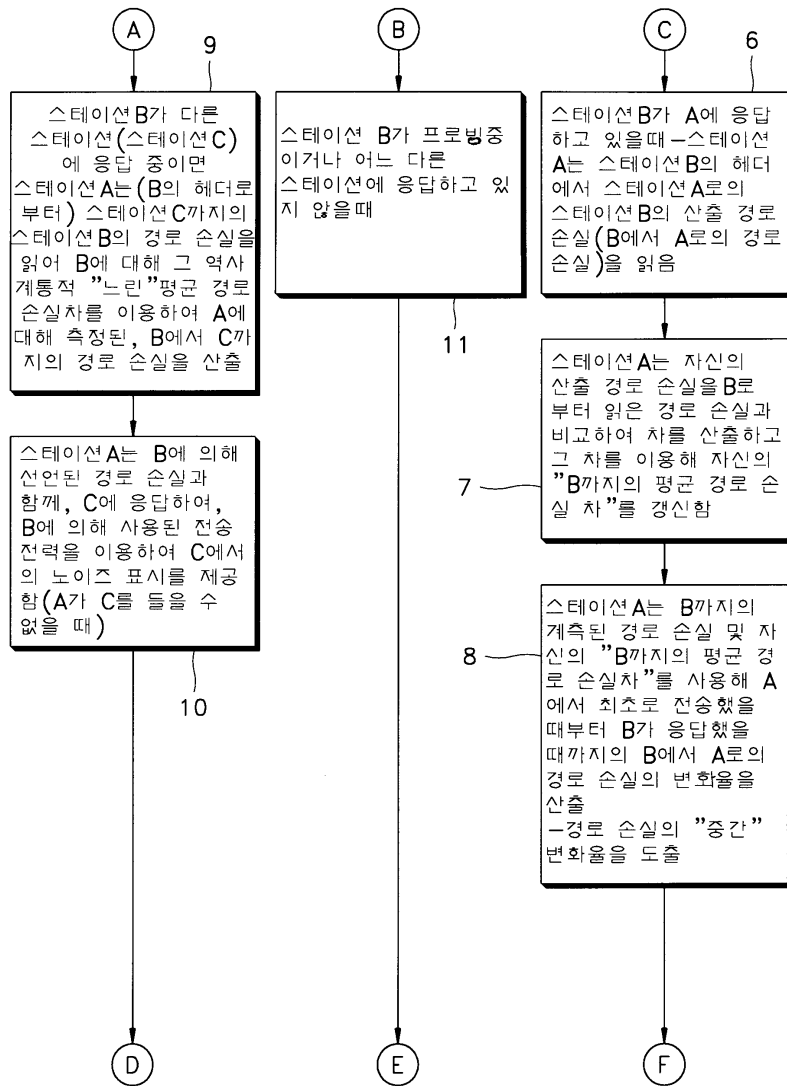 A
B
C
9
스테이션B가 다른
스테이션(스테이션C)
에 응답 중이면
스테이션A는(B의 헤더로
부터) 스테이션C까지의
스테이션B의 경로 손실을
읽어 B에 대해 그 역사
계통적 "느린"평균 경로
손실차를 이용하여 A에
대해 측정된, B에서 C까
지의 경로 손실을 산출
스테이션A는 B에 의해
선언된 경로 손실과
함께, C에 응답하여,
B에 의해 사용된 전송
전력을 이용하여 C에서
의 노이즈 표시를 제공
함(A가 C를 들을 수
없을 때)
10
스테이션 B가 프로빙중
이거나 어느 다른
스테이션에 응답하고 있
지 않을때
11
6
스테이션B가 A에 응답
하고 있을때-스테이션
A는 스테이션B의 헤더
에서 스테이션A로의
스테이션B의 산출 경로
손실(B에서 A로의 경로
손실)을 읽음
스테이션A는 자신의
산출 경로 손실을B로
부터 읽은 경로 손실과
비교하여 차를 산출하고
그 차를 이용해 자신의
"B까지의 평균 경로 손
실 차"를 갱신함
7
스테이션A는 B까지의
계측된 경로 손실 및 자
신의 "B까지의 평균 경
로 손실차"를 사용해 A
에서 최초로 전송했을
때부터 B가 응답했을
때까지의 B에서 A로의
경로 손실의 변화율을
산출
-경로 손실의 "중간"
변화율을 도출
8
D
E
F